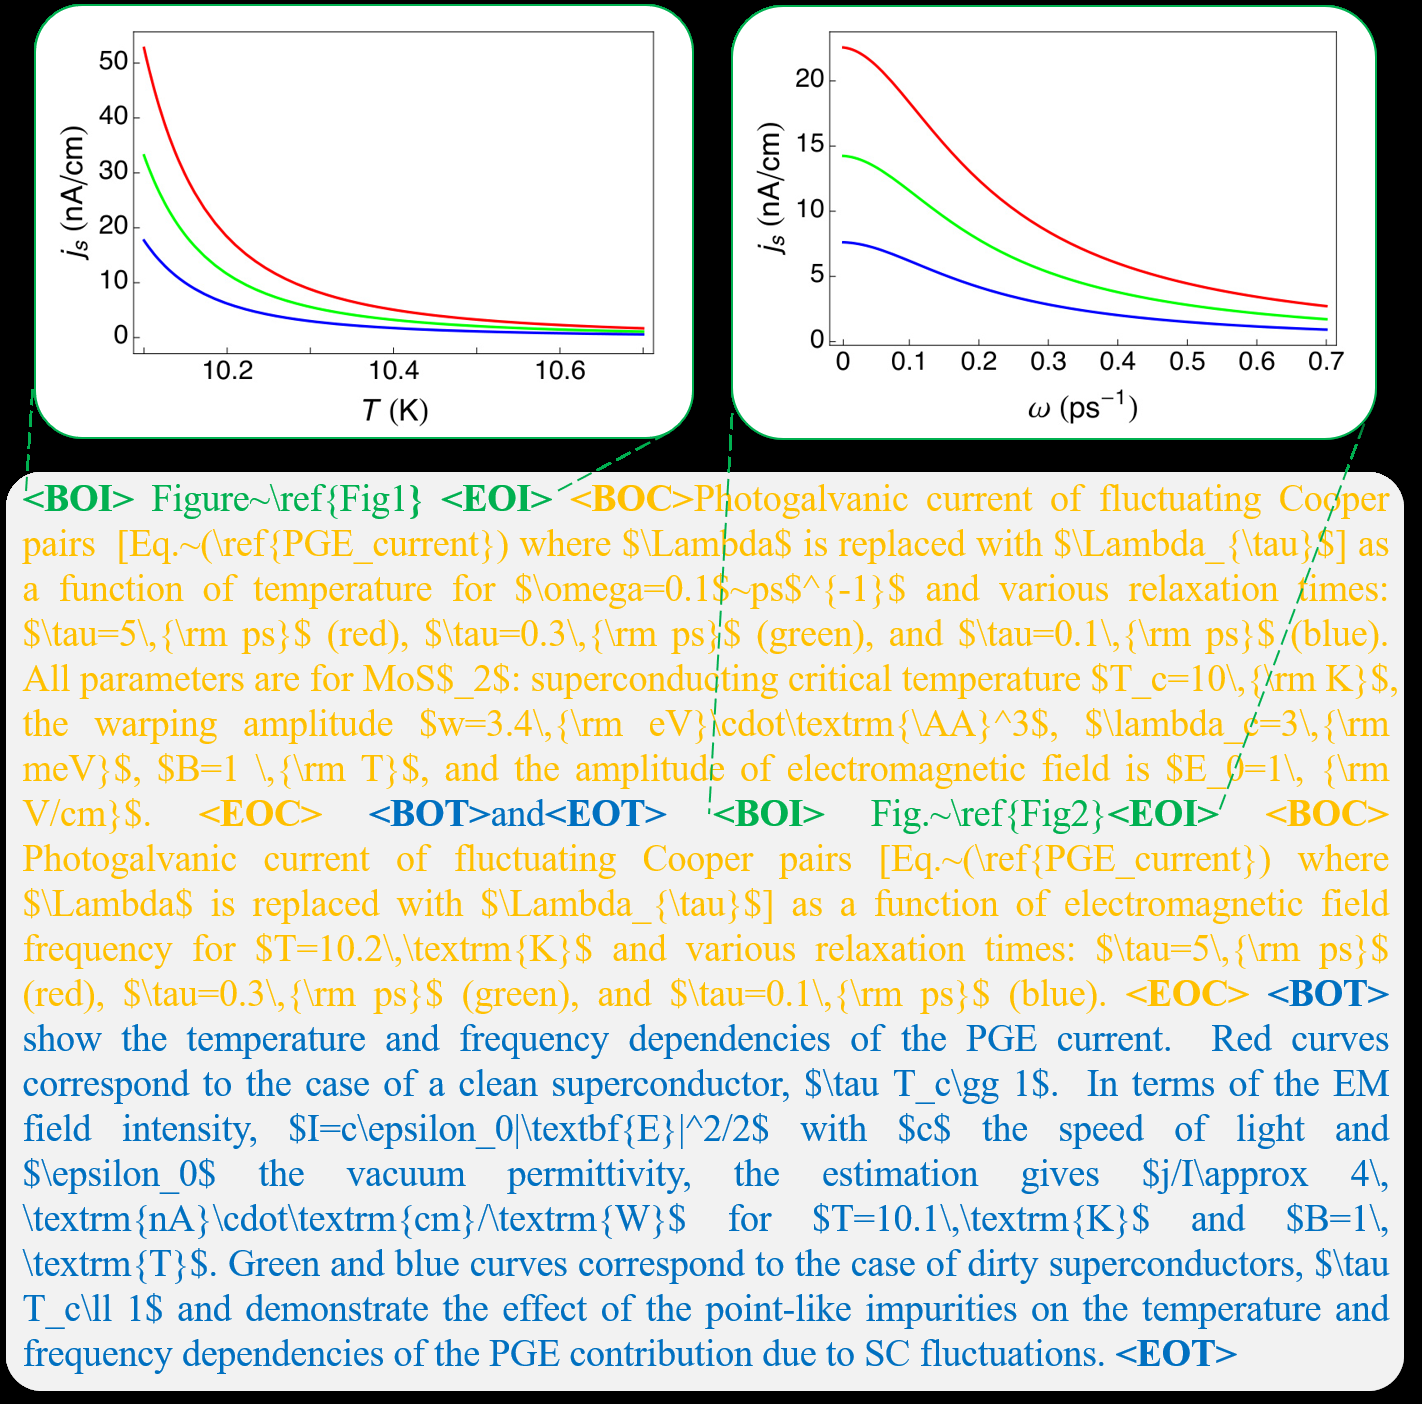 50
40
30
20
10
0
j_s (nA/cm)
10.2 10.4 10.6
T (K)
20
15
10
5
0
j_s (nA/cm)
0 0.1 0.2 0.3 0.4 0.5 0.6 0.7
ω (ps⁻¹)
<BOI> Figure~\ref{Fig1} <EOI> <BOC>Photogalvanic current of fluctuating Cooper
pairs [Eq.~(\ref{PGE_current}) where $\Lambda$ is replaced with $\Lambda_{\tau}$] as
a function of temperature for $\omega=0.1$~ps$^{-1}$ and various relaxation times:
$\tau=5\,{\rm ps}$ (red), $\tau=0.3\,{\rm ps}$ (green), and $\tau=0.1\,{\rm ps}$ (blue).
All parameters are for MoS$_2$: superconducting critical temperature $T_c=10\,{\rm K}$,
the warping amplitude $w=3.4\,{\rm eV}\cdot\textrm{\AA}^3$, $\lambda_c=3\,{\rm
meV}$, $B=1 \,{\rm T}$, and the amplitude of electromagnetic field is $E_0=1\, {\rm
V/cm}$. <EOC> <BOT>and<EOT> <BOI> Fig.~\ref{Fig2}<EOI> <BOC>
Photogalvanic current of fluctuating Cooper pairs [Eq.~(\ref{PGE_current}) where
$\Lambda$ is replaced with $\Lambda_{\tau}$] as a function of electromagnetic field
frequency for $T=10.2\,\textrm{K}$ and various relaxation times: $\tau=5\,{\rm ps}$
(red), $\tau=0.3\,{\rm ps}$ (green), and $\tau=0.1\,{\rm ps}$ (blue). <EOC> <BOT>
show the temperature and frequency dependencies of the PGE current. Red curves
correspond to the case of a clean superconductor, $\tau T_c\gg 1$. In terms of the EM
field intensity, $I=c\epsilon_0|\textbf{E}|^2/2$ with $c$ the speed of light and
$\epsilon_0$ the vacuum permittivity, the estimation gives $j/I\approx 4\,
\textrm{nA}\cdot\textrm{cm}/\textrm{W}$ for $T=10.1\,\textrm{K}$ and $B=1\,
\textrm{T}$. Green and blue curves correspond to the case of dirty superconductors, $\tau
T_c\ll 1$ and demonstrate the effect of the point-like impurities on the temperature and
frequency dependencies of the PGE contribution due to SC fluctuations. <EOT>